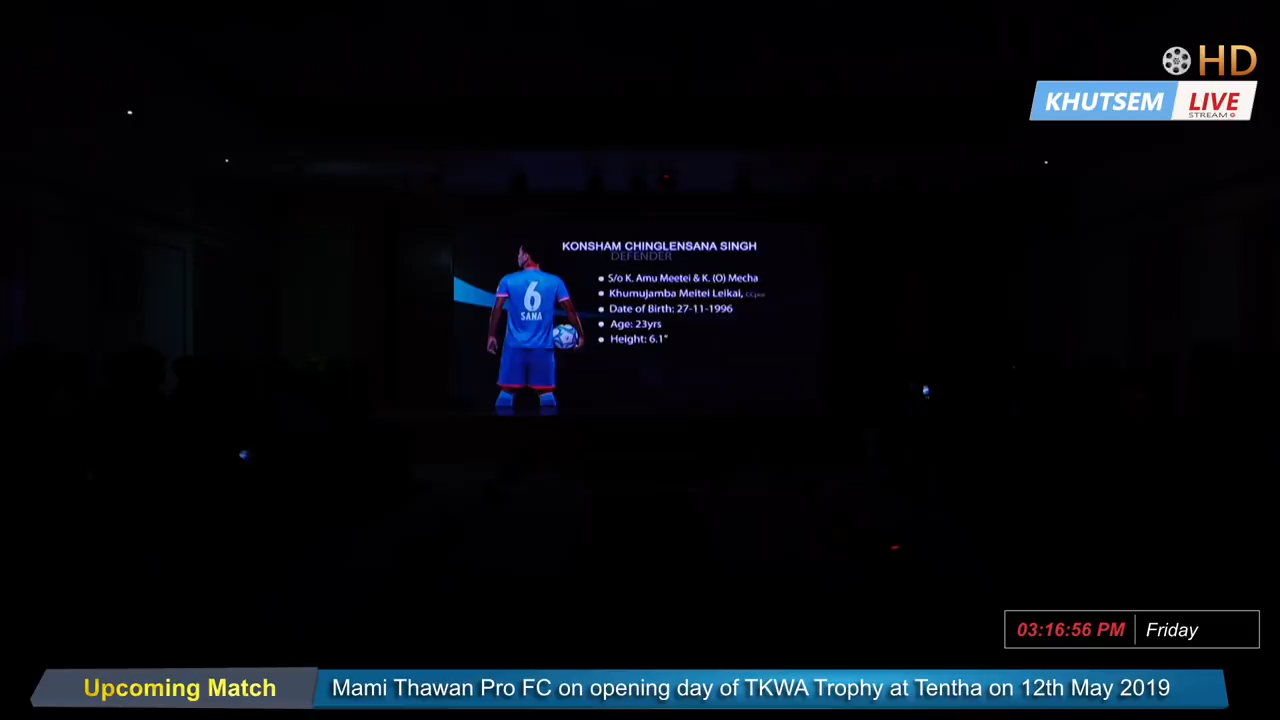 HD
KHUTSEM LIVE
STREAM
KONSHAM CHINGLENSANA SINGH
DEFENDER
S/o K. Amu Meetei & K. (O) Mecha
Khumujamba Meitei Leikai,
Date of Birth: 27-11-1996
Age: 23yrs
Height: 6.1"
6
SANA
03:16:56 PM Friday
Upcoming Match Mami Thawan Pro FC on opening day of TKWA Trophy at Tentha on 12th May 2019